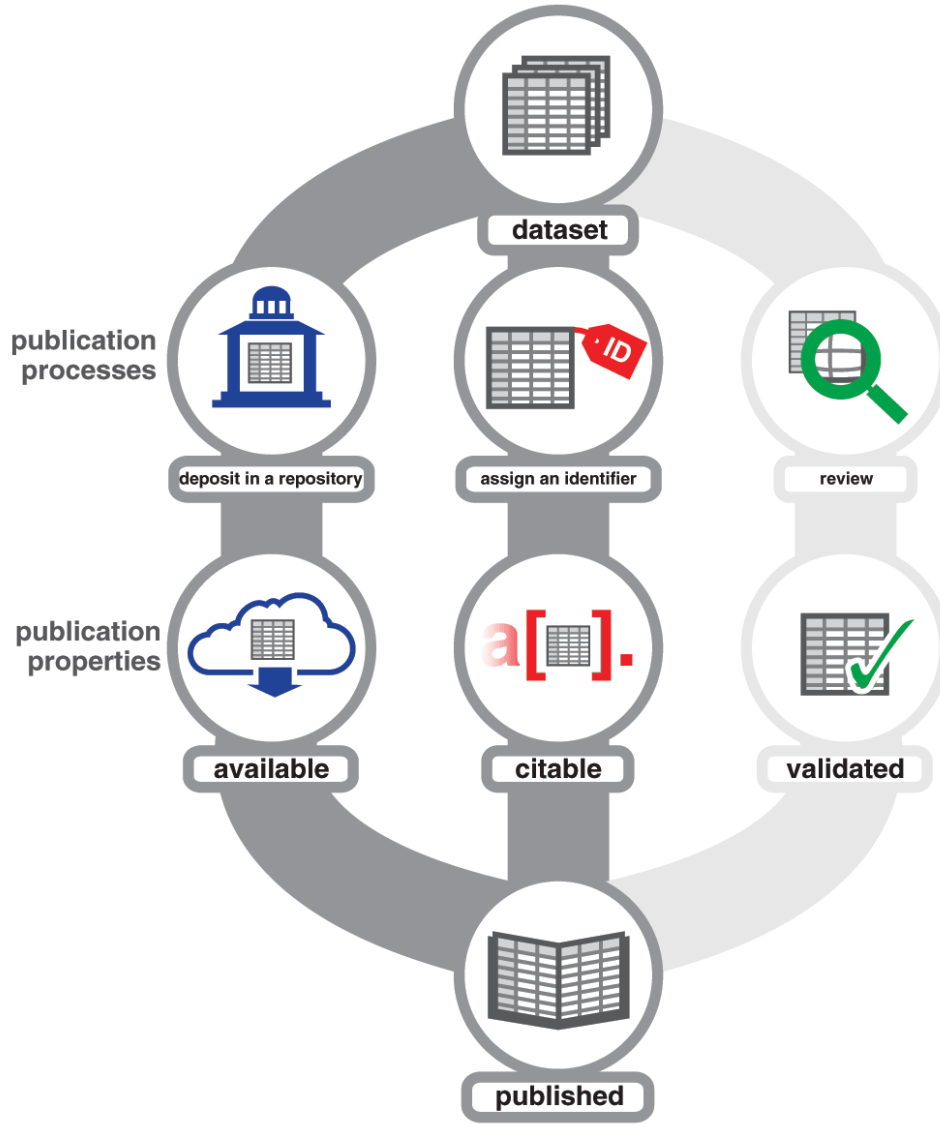 dataset
publication
processes
ID
deposit in a repository
assign an identifier
review
publication
properties
a[ ].
available
citable
validated
published